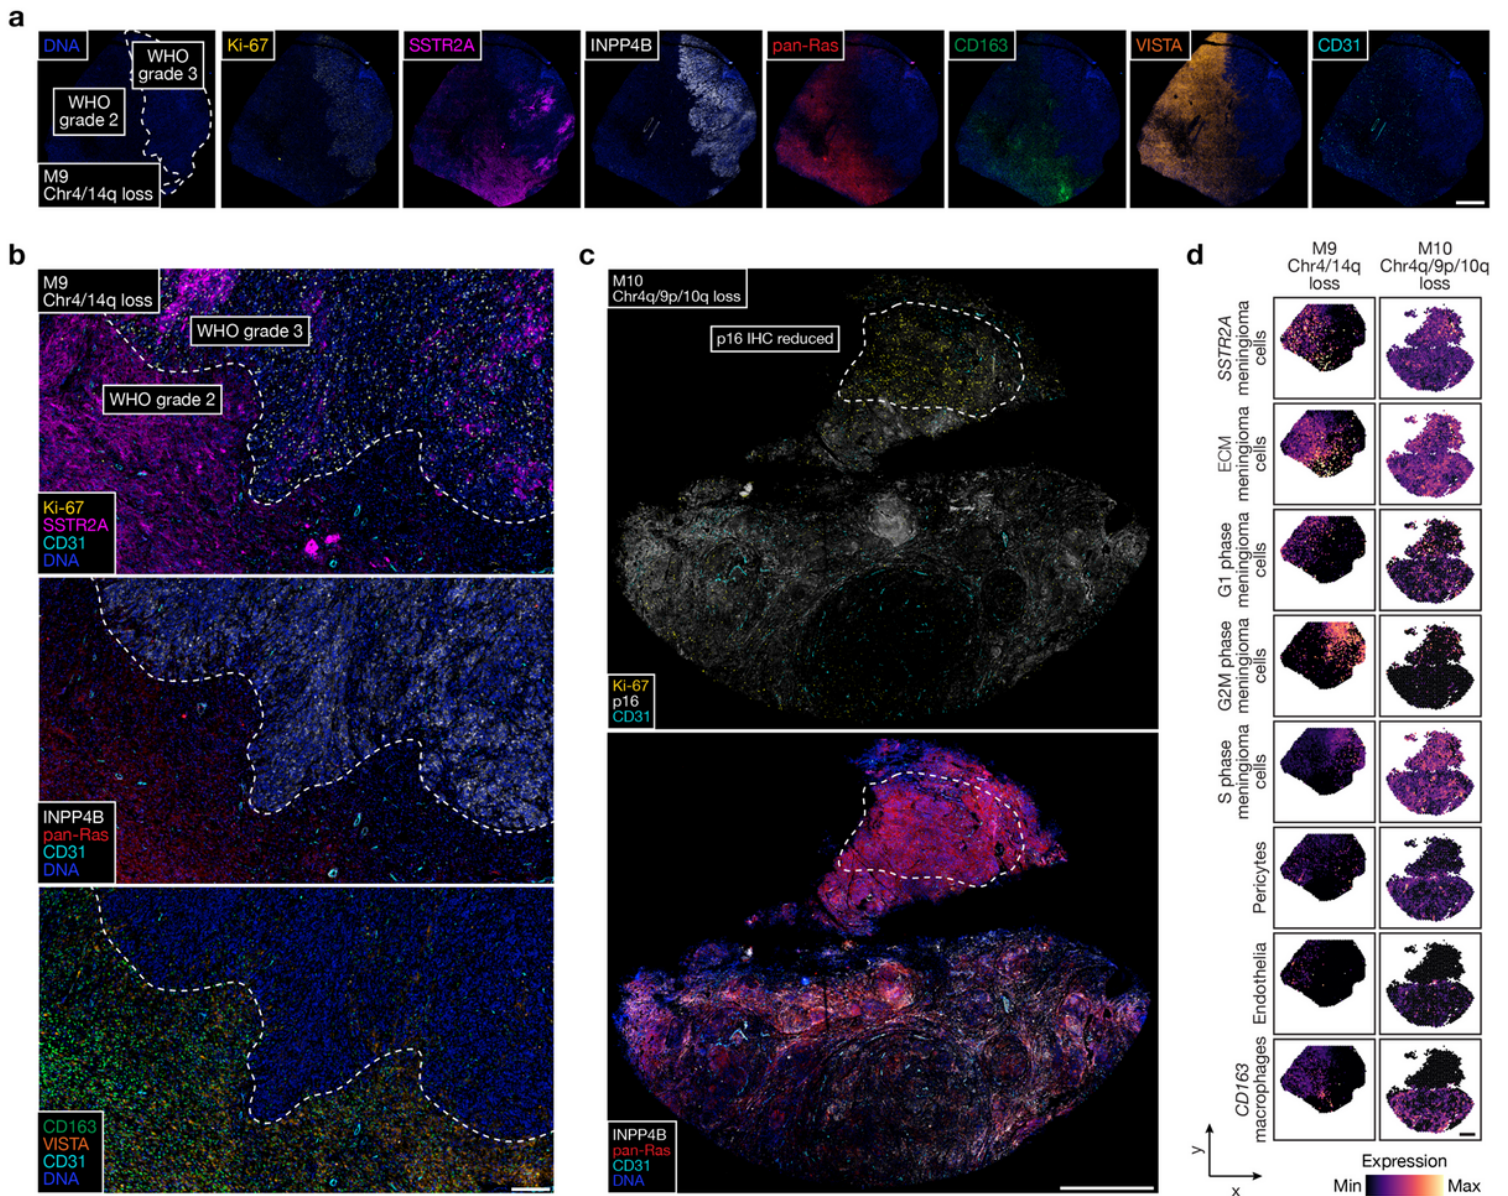 a
DNA
WHO
grade 3
WHO
grade 2
M9
Chr4/14q loss
Ki-67
SSTR2A
INPP4B
pan-Ras
CD163
VISTA
CD31
b
M9
Chr4/14q loss
WHO grade 3
WHO grade 2
Ki-67
SSTR2A
CD31
DNA
INPP4B
pan-Ras
CD31
DNA
CD163
VISTA
CD31
DNA
c
M10
Chr4q/9p/10q loss
p16 IHC reduced
Ki-67
p16
CD31
INPP4B
pan-Ras
CD31
DNA
d
M9
Chr4/14q
loss
M10
Chr4q/9p/10q
loss
SSTR2A
meningioma
cells
ECM
meningioma
cells
G1 phase
meningioma
cells
G2M phase
meningioma
cells
S phase
meningioma
cells
Pericytes
Endothelia
CD163
macrophages
y
x
Expression
Min
Max